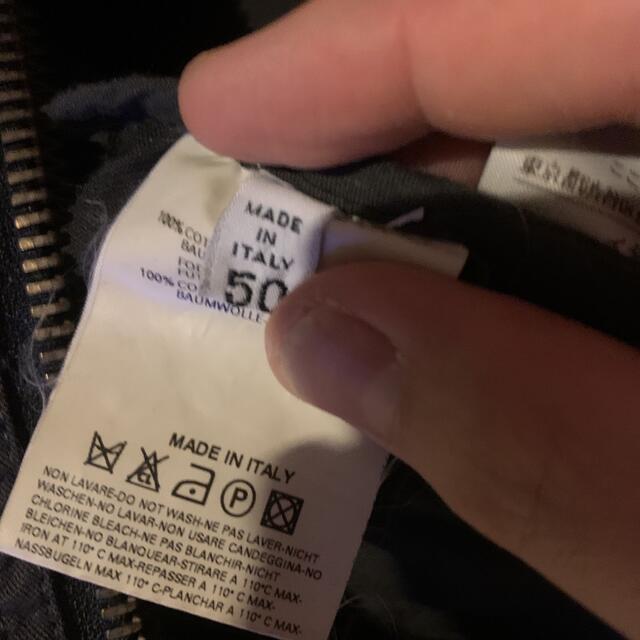 MADE
IN
ITALY
50
100% CO
BAU
100% CO
BAUMWOLLE
MADE IN ITALY
P
NON LAVARE-DO NOT WASH-NE PAS LAVER-NICHT
WASCHEN-NO LAVAR-NON USARE CANDEGGINA-NO
CHLORINE BLEACH-NE PAS BLANCHIR-NICHT
BLEICHEN-NO BLANQUEAR-STIRARE A 110° C MAX-
IRON AT 110° C MAX-REPASSER A 110° C MAX-
NASSBUGELN MAX 110° C-PLANCHAR A 110° C MAX-